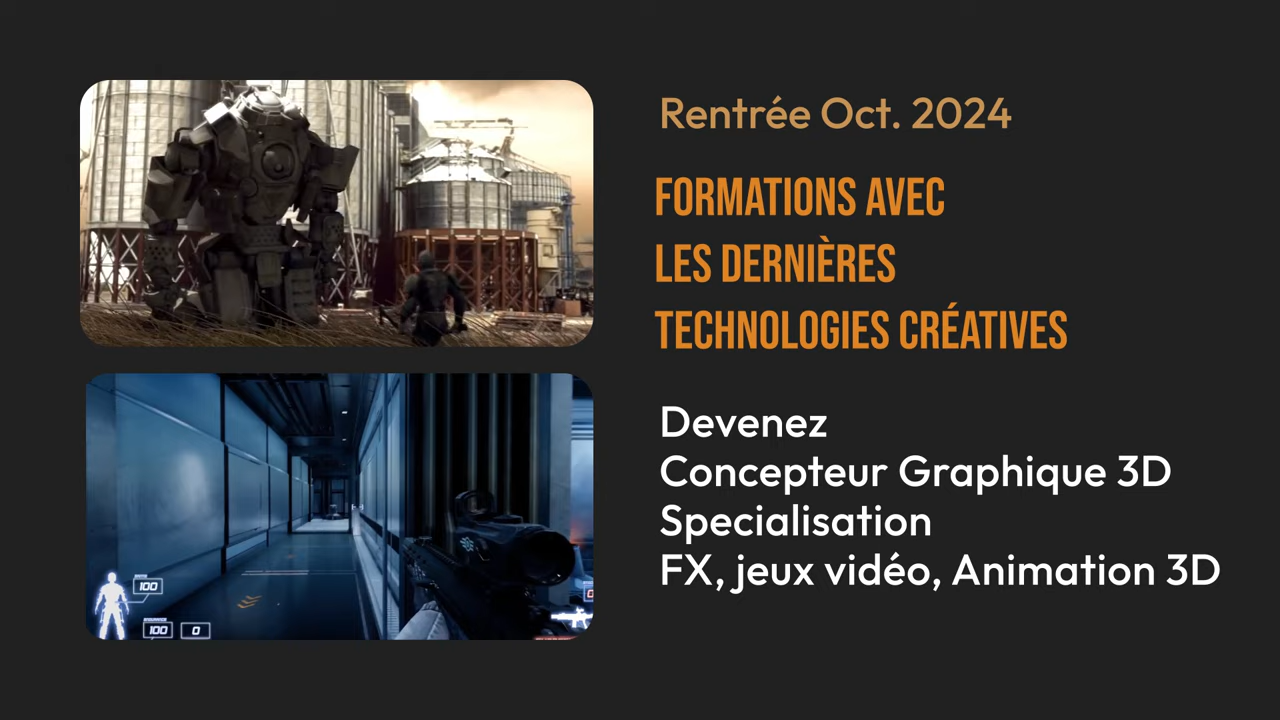 Rentrée Oct. 2024
FORMATIONS AVEC
LES DERNIÈRES
TECHNOLOGIES CRÉATIVES
Devenez
Concepteur Graphique 3D
Specialisation
FX, jeux vidéo, Animation 3D
100
100 0